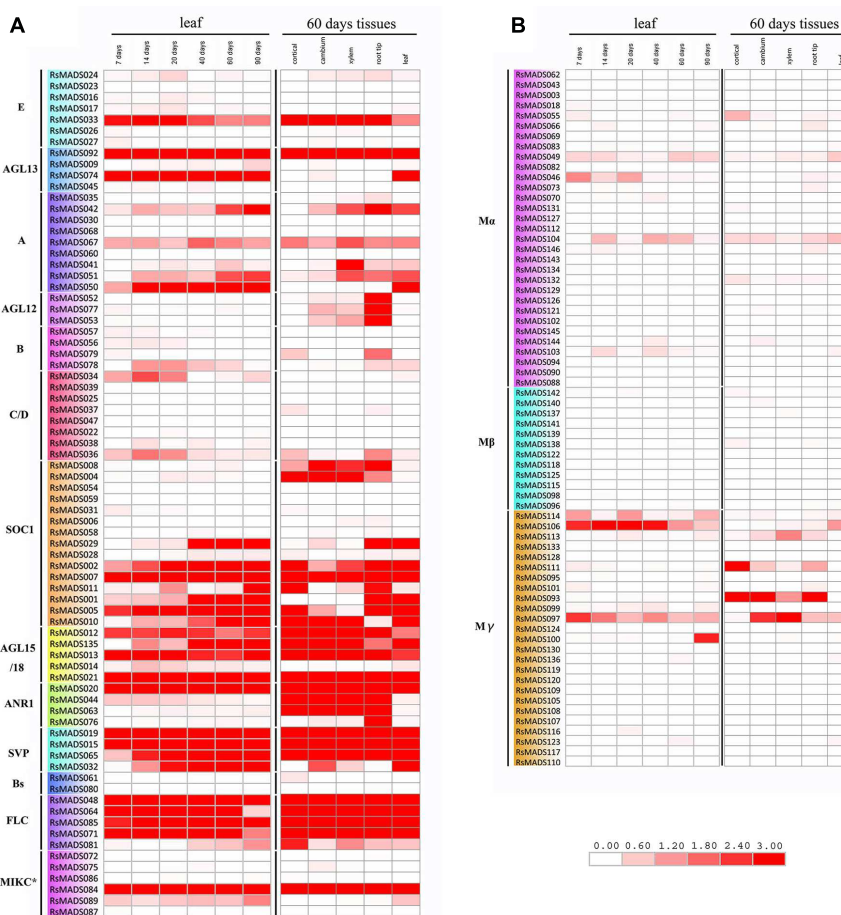 A
leaf
60 days tissues
7 days
14 days
20 days
40 days
60 days
90 days
cortical
cambium
xylem
root tip
leaf
E
RsMADS024
RsMADS023
RsMADS016
RsMADS017
RsMADS033
RsMADS026
RsMADS027
AGL13
RsMADS092
RsMADS009
RsMADS074
RsMADS045
A
RsMADS035
RsMADS042
RsMADS030
RsMADS068
RsMADS067
RsMADS060
RsMADS041
RsMADS051
RsMADS050
AGL12
RsMADS052
RsMADS077
RsMADS053
B
RsMADS057
RsMADS056
RsMADS079
RsMADS078
C/D
RsMADS034
RsMADS039
RsMADS025
RsMADS037
RsMADS047
RsMADS022
RsMADS038
RsMADS036
SOC1
RsMADS008
RsMADS004
RsMADS054
RsMADS059
RsMADS031
RsMADS006
RsMADS058
RsMADS029
RsMADS028
RsMADS002
RsMADS007
RsMADS011
RsMADS001
RsMADS005
RsMADS010
AGL15
/18
RsMADS012
RsMADS135
RsMADS013
RsMADS014
RsMADS021
ANR1
RsMADS020
RsMADS044
RsMADS063
RsMADS076
SVP
RsMADS019
RsMADS015
RsMADS065
RsMADS032
Bs
RsMADS061
RsMADS080
FLC
RsMADS048
RsMADS064
RsMADS085
RsMADS071
RsMADS081
MIKC*
RsMADS072
RsMADS075
RsMADS086
RsMADS084
RsMADS089
RsMADS087
B
leaf
60 days tissues
7 days
14 days
20 days
40 days
60 days
90 days
cortical
cambium
xylem
root tip
Mα
RsMADS062
RsMADS043
RsMADS003
RsMADS018
RsMADS055
RsMADS066
RsMADS069
RsMADS083
RsMADS049
RsMADS082
RsMADS046
RsMADS073
RsMADS070
RsMADS131
RsMADS127
RsMADS112
RsMADS104
RsMADS146
RsMADS143
RsMADS134
RsMADS132
RsMADS129
RsMADS126
RsMADS121
RsMADS102
RsMADS145
RsMADS144
RsMADS103
RsMADS094
RsMADS090
RsMADS088
Mβ
RsMADS142
RsMADS140
RsMADS137
RsMADS141
RsMADS139
RsMADS138
RsMADS122
RsMADS118
RsMADS125
RsMADS115
RsMADS098
RsMADS096
Mγ
RsMADS114
RsMADS106
RsMADS113
RsMADS133
RsMADS128
RsMADS111
RsMADS095
RsMADS101
RsMADS093
RsMADS099
RsMADS097
RsMADS124
RsMADS100
RsMADS130
RsMADS136
RsMADS119
RsMADS120
RsMADS109
RsMADS105
RsMADS108
RsMADS107
RsMADS116
RsMADS123
RsMADS117
RsMADS110
0.00 0.60 1.20 1.80 2.40 3.00